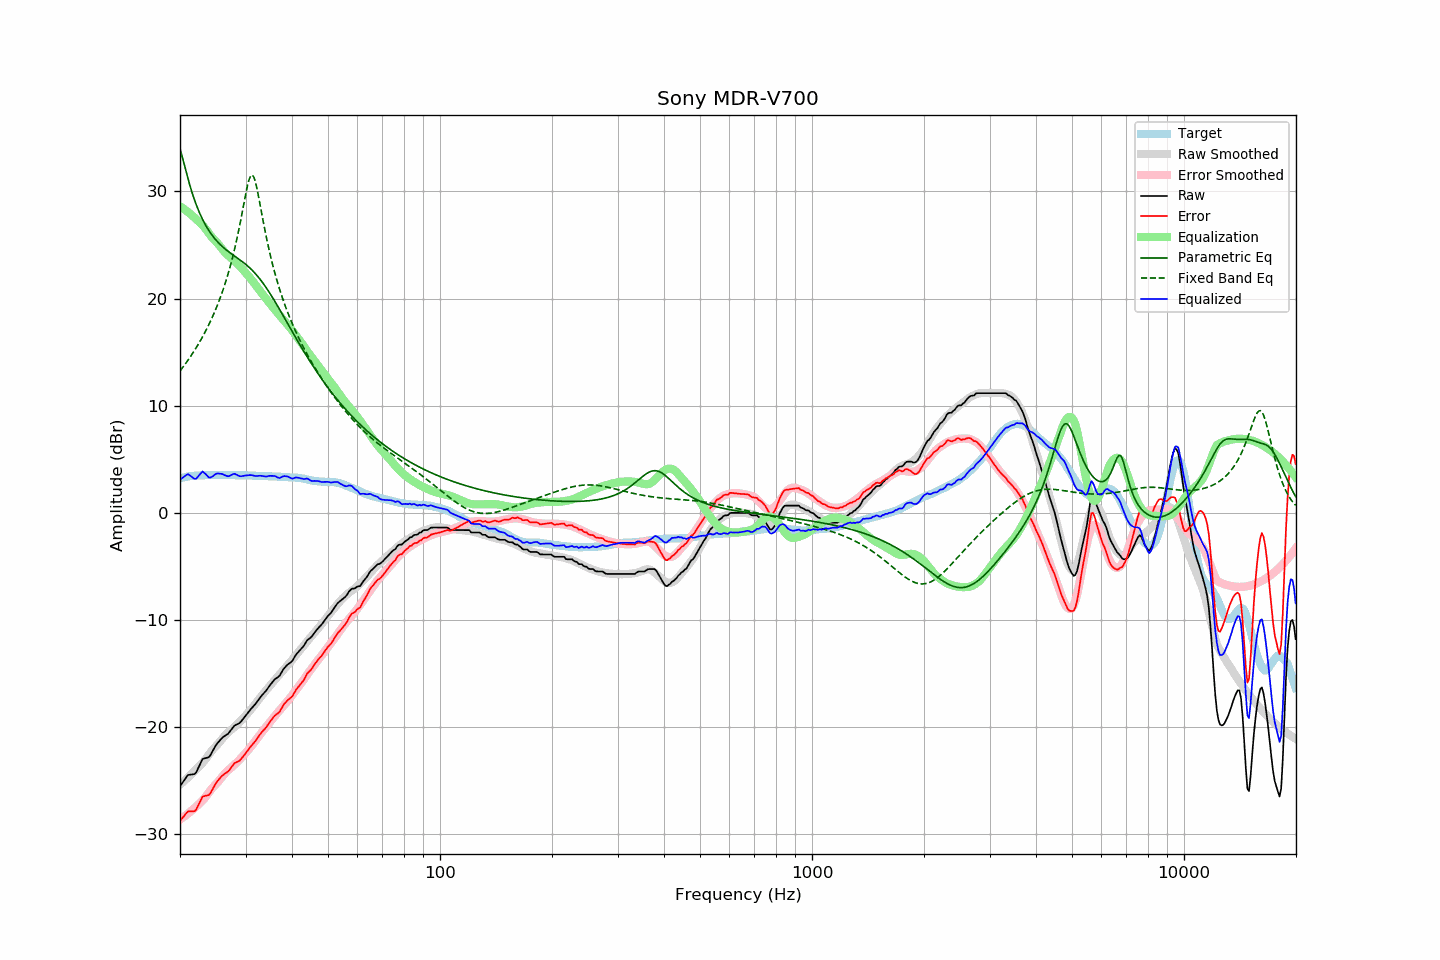 Sony MDR-V700
Amplitude (dBr)
30
20
10
0
−10
−20
−30
Target
Raw Smoothed
Error Smoothed
Raw
Error
Equalization
Parametric Eq
Fixed Band Eq
Equalized
100
1000
10000
Frequency (Hz)